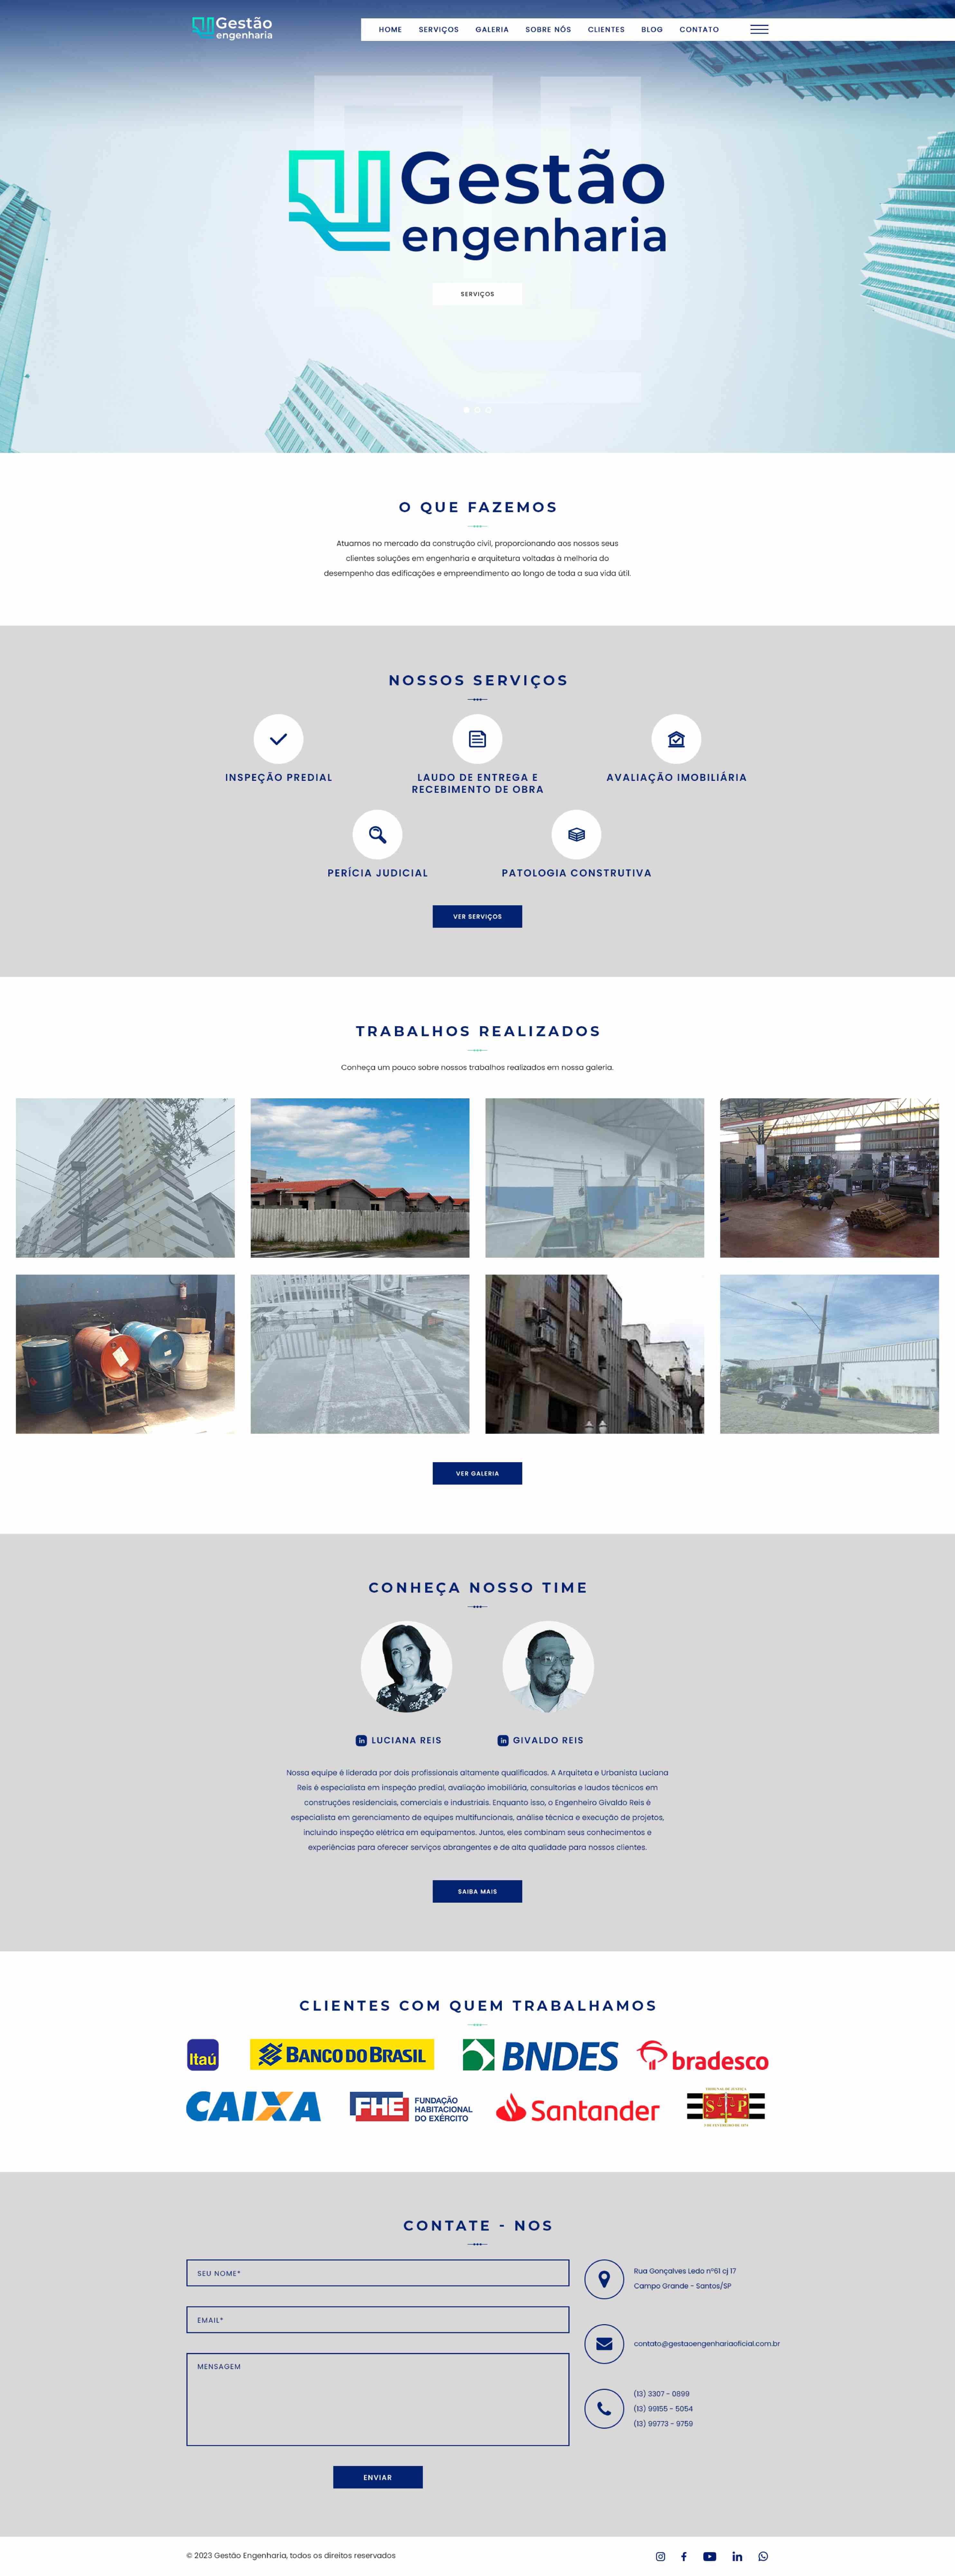 Gestão
engenharia
HOME SERVIÇOS GALERIA SOBRE NÓS CLIENTES BLOG CONTATO
Gestão
engenharia
SERVIÇOS
O QUE FAZEMOS
Atuamos no mercado da construção civil, proporcionando aos nossos seus
clientes soluções em engenharia e arquitetura voltadas à melhoria do
desempenho das edificações e empreendimento ao longo de toda a sua vida útil.
NOSSOS SERVIÇOS
INSPEÇÃO PREDIAL
LAUDO DE ENTREGA E
RECEBIMENTO DE OBRA
AVALIAÇÃO IMOBILIÁRIA
PERÍCIA JUDICIAL
PATOLOGIA CONSTRUTIVA
VER SERVIÇOS
TRABALHOS REALIZADOS
Conheça um pouco sobre nossos trabalhos realizados em nossa galeria.
VER GALERIA
CONHEÇA NOSSO TIME
in LUCIANA REIS
in GIVALDO REIS
Nossa equipe é liderada por dois profissionais altamente qualificados. A Arquiteta e Urbanista Luciana
Reis é especialista em inspeção predial, avaliação imobiliária, consultorias e laudos técnicos em
construções residenciais, comerciais e industriais. Enquanto isso, o Engenheiro Givaldo Reis é
especialista em gerenciamento de equipes multifuncionais, análise técnica e execução de projetos,
incluindo inspeção elétrica em equipamentos. Juntos, eles combinam seus conhecimentos e
experiências para oferecer serviços abrangentes e de alta qualidade para nossos clientes.
SAIBA MAIS
CLIENTES COM QUEM TRABALHAMOS
Itaú
BANCO DO BRASIL
BNDES
bradesco
CAIXA
FHE
FUNDAÇÃO
HABITACIONAL
DO EXÉRCITO
Santander
TRIBUNAL DE JUSTIÇA
S P
3 DE FEVEREIRO DE 1874
CONTATE - NOS
SEU NOME*
EMAIL*
MENSAGEM
ENVIAR
Rua Gonçalves Ledo nº61 cj 17
Campo Grande - Santos/SP
contato@gestaoengenhariaoficial.com.br
(13) 3307 - 0899
(13) 99155 - 5054
(13) 99773 - 9759
© 2023 Gestão Engenharia, todos os direitos reservados